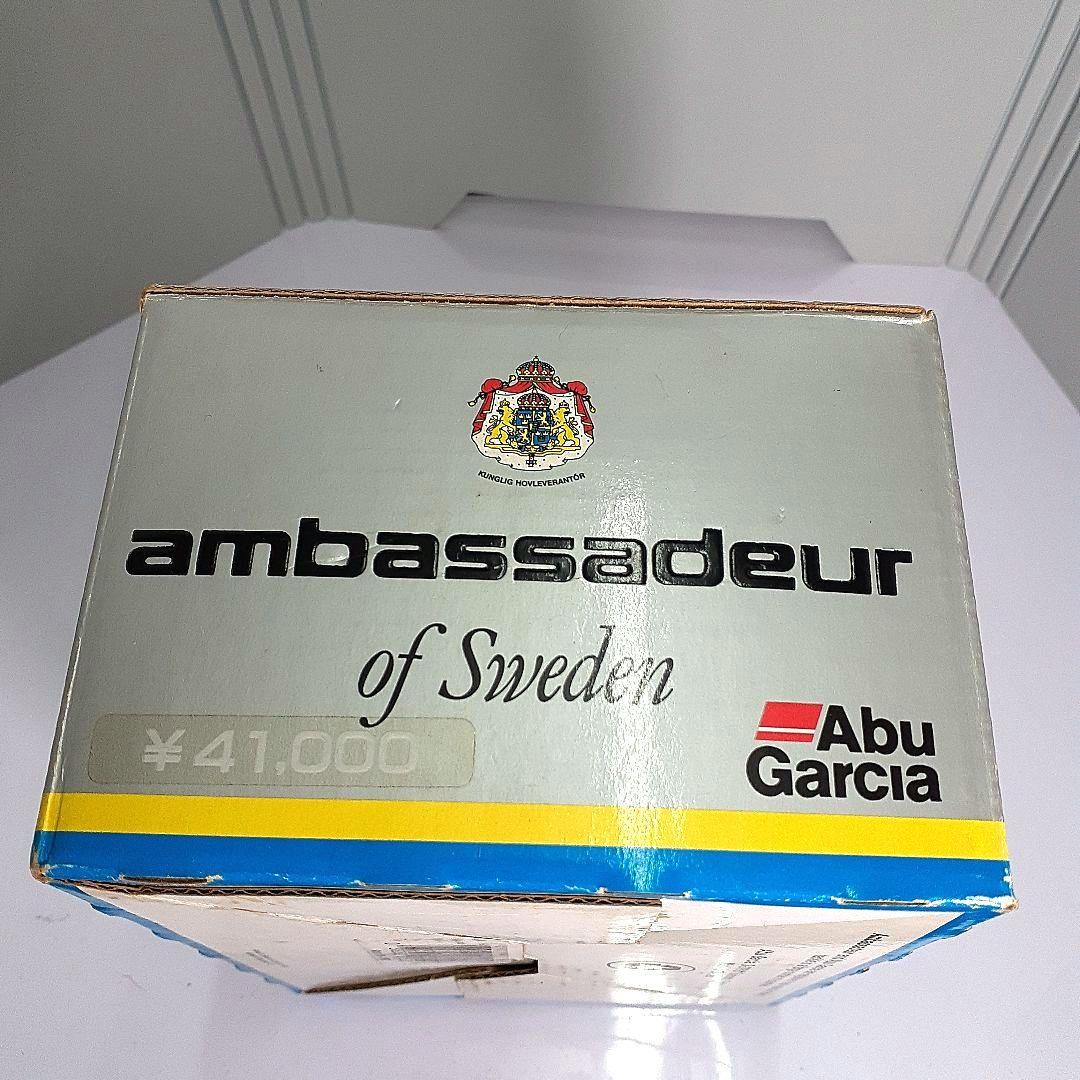 KUNGLIG HOVLEVERANTÖR
ambassadeur
of Sweden
¥41,000
Abu
Garcia